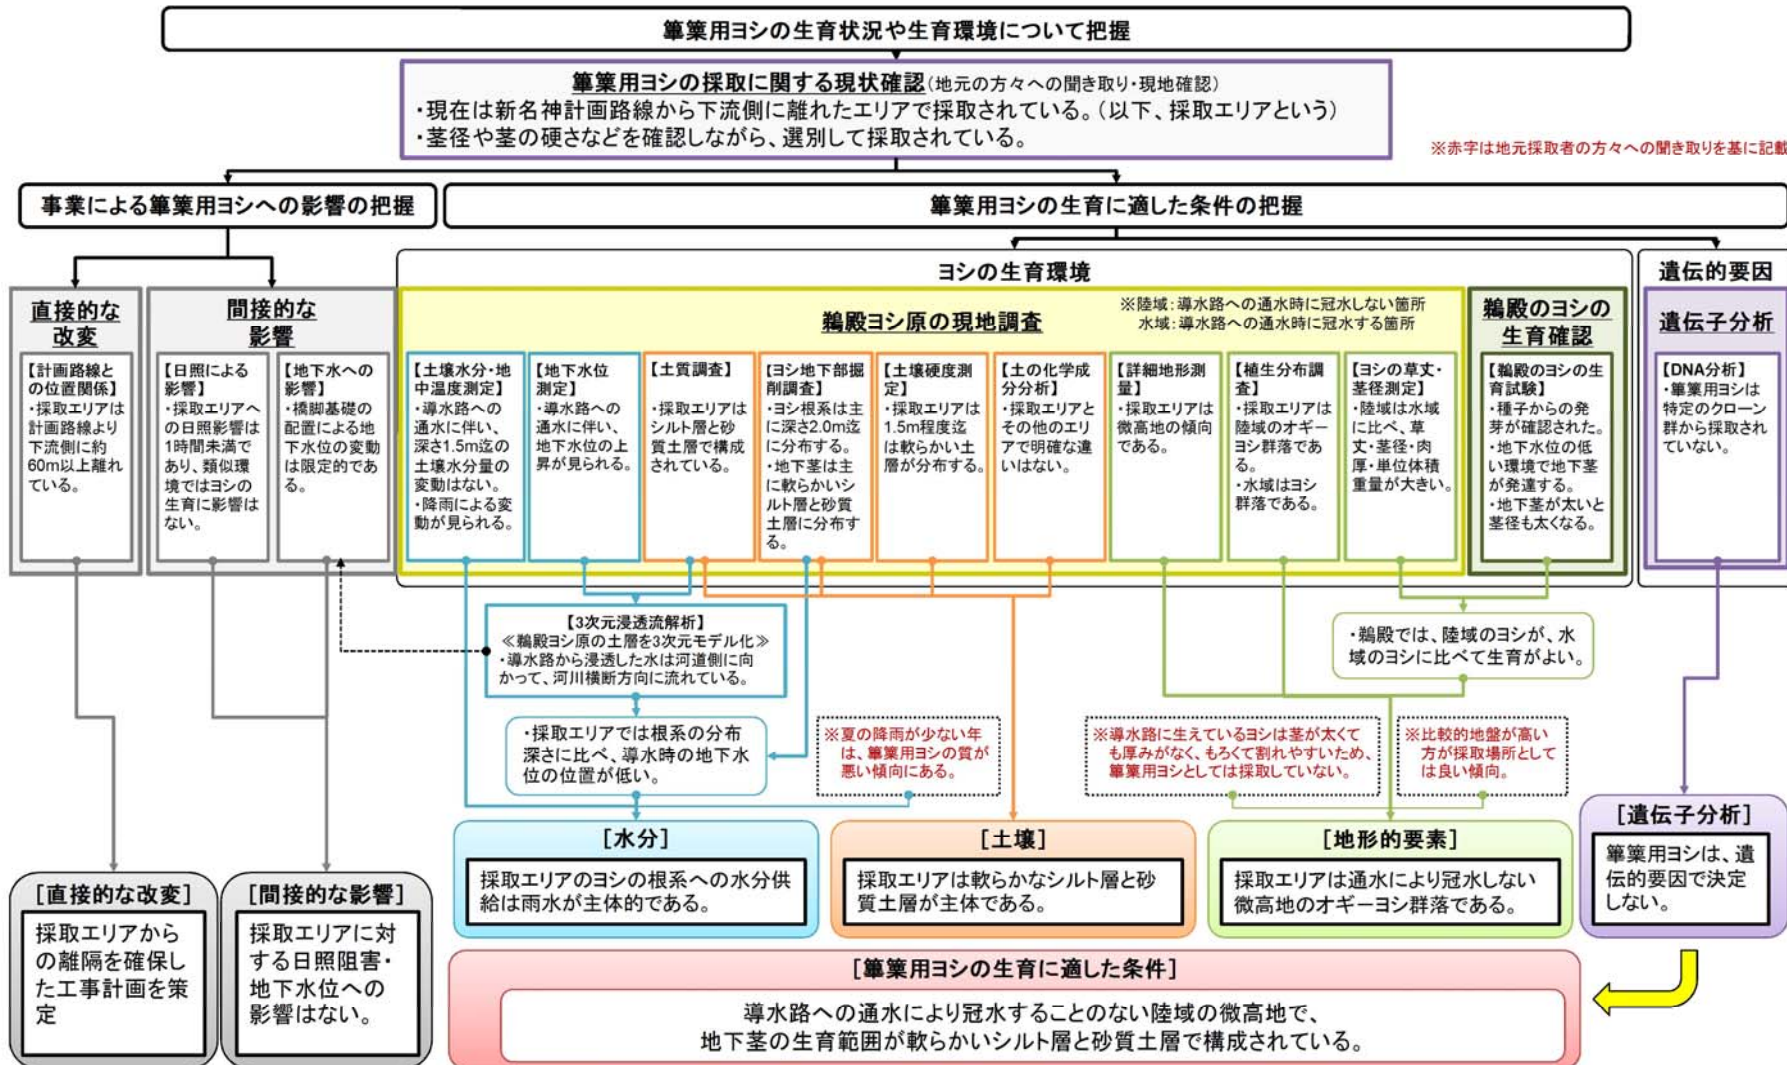 篳篥用ヨシの生育状況や生育環境について把握
篳篥用ヨシの採取に関する現状確認(地元の方々への聞き取り・現地確認)
・現在は新名神計画路線から下流側に離れたエリアで採取されている。(以下、採取エリアという)
・茎径や茎の硬さなどを確認しながら、選別して採取されている。
※赤字は地元採取者の方々への聞き取りを基に記載
事業による篳篥用ヨシへの影響の把握
篳篥用ヨシの生育に適した条件の把握
直接的な
改変
【計画路線
との位置関係】
・採取エリアは
計画路線より
下流側に約
60m以上離れ
ている。
間接的な
影響
【日照による
影響】
・採取エリアへ
の日照影響は
1時間未満で
あり、類似環
境ではヨシの
生育に影響は
ない。
【地下水への
影響】
・橋脚基礎の
配置による地
下水位の変動
は限定的であ
る。
ヨシの生育環境
鵜殿ヨシ原の現地調査
※陸域：導水路への通水時に冠水しない箇所
水域：導水路への通水時に冠水する箇所
【土壌水分・地
中温度測定】
・導水路への
通水に伴い、
深さ1.5m迄の
土壌水分量の
変動はない。
・降雨による変
動が見られる。
【地下水位
測定】
・導水路への
通水に伴い、
地下水位の上
昇が見られる。
【土質調査】
・採取エリアは
シルト層と砂
質土層で構成
されている。
【ヨシ地下部掘
削調査】
・ヨシ根系は主
に深さ2.0m迄
に分布する。
・地下茎は主
に軟らかいシ
ルト層と砂質
土層に分布す
る。
【土壌硬度測
定】
・採取エリアは
1.5m程度迄
は軟らかい土
層が分布する。
【土の化学成
分分析】
・採取エリアと
その他のエリ
アで明確な違
いはない。
【詳細地形測
量】
・採取エリアは
微高地の傾向
である。
【植生分布調
査】
・採取エリアは
陸域のオギー
ヨシ群落であ
る。
・水域はヨシ
群落である。
【ヨシの草丈・
茎径測定】
・陸域は水域
に比べ、草
丈・茎径・肉
厚・単位体積
重量が大きい。
鵜殿のヨシの
生育確認
【鵜殿のヨシの生
育試験】
・種子からの発
芽が確認された。
・地下水位の低
い環境で地下茎
が発達する。
・地下茎が太いと
茎径も太くなる。
遺伝的要因
遺伝子分析
【DNA分析】
・篳篥用ヨシは
特定のクローン
群から採取され
ていない。
【3次元浸透流解析】
≪鵜殿ヨシ原の土層を3次元モデル化≫
・導水路から浸透した水は河道側に向
かって、河川横断方向に流れている。
・鵜殿では、陸域のヨシが、水
域のヨシに比べて生育がよい。
・採取エリアでは根系の分布
深さに比べ、導水時の地下水
位の位置が低い。
※夏の降雨が少ない年
は、篳篥用ヨシの質が
悪い傾向にある。
※導水路に生えているヨシは茎が太くて
も厚みがなく、もろくて割れやすいため、
篳篥用ヨシとしては採取していない。
※比較的地盤が高い
方が採取場所として
は良い傾向。
[直接的な改変]
採取エリアから
の離隔を確保し
た工事計画を策
定
[間接的な影響]
採取エリアに対
する日照阻害・
地下水位への
影響はない。
[水分]
採取エリアのヨシの根系への水分供
給は雨水が主体的である。
[土壌]
採取エリアは軟らかなシルト層と砂
質土層が主体である。
[地形的要素]
採取エリアは通水により冠水しない
微高地のオギーヨシ群落である。
[遺伝子分析]
篳篥用ヨシは、遺
伝的要因で決定
しない。
[篳篥用ヨシの生育に適した条件]
導水路への通水により冠水することのない陸域の微高地で、
地下茎の生育範囲が軟らかいシルト層と砂質土層で構成されている。